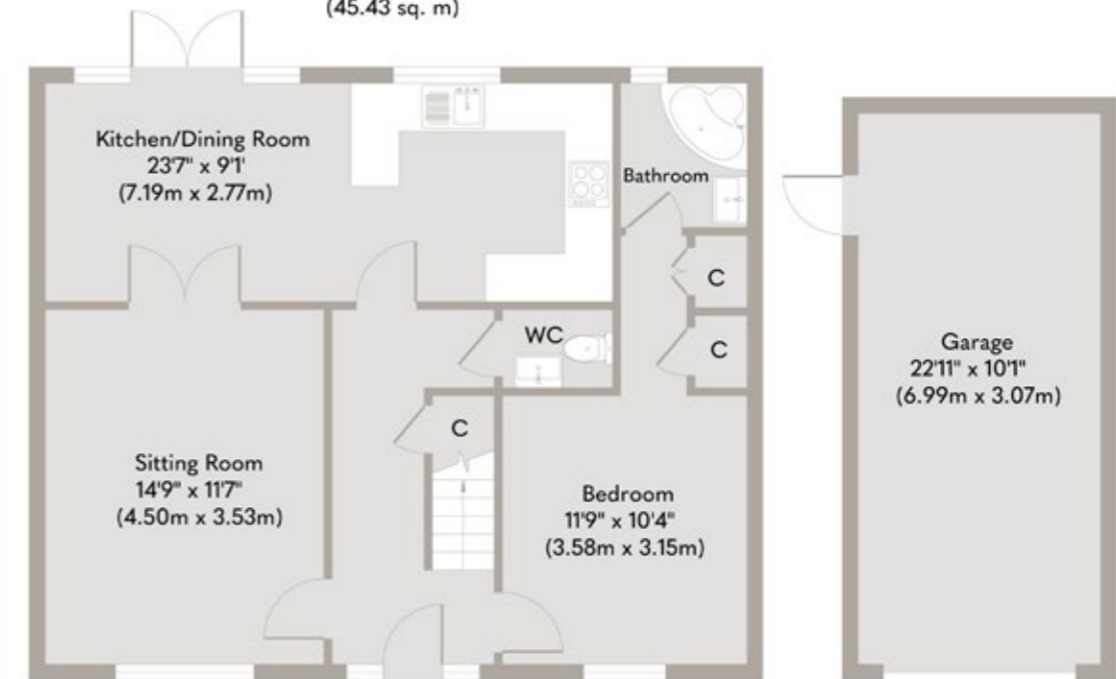 (45.43 sq. m)
Kitchen/Dining Room
23'7" x 9'1'
(7.19m x 2.77m)
Bathroom
C
C
WC
C
Sitting Room
14'9" x 11'7"
(4.50m x 3.53m)
Bedroom
11'9" x 10'4"
(3.58m x 3.15m)
Garage
22'11" x 10'1"
(6.99m x 3.07m)